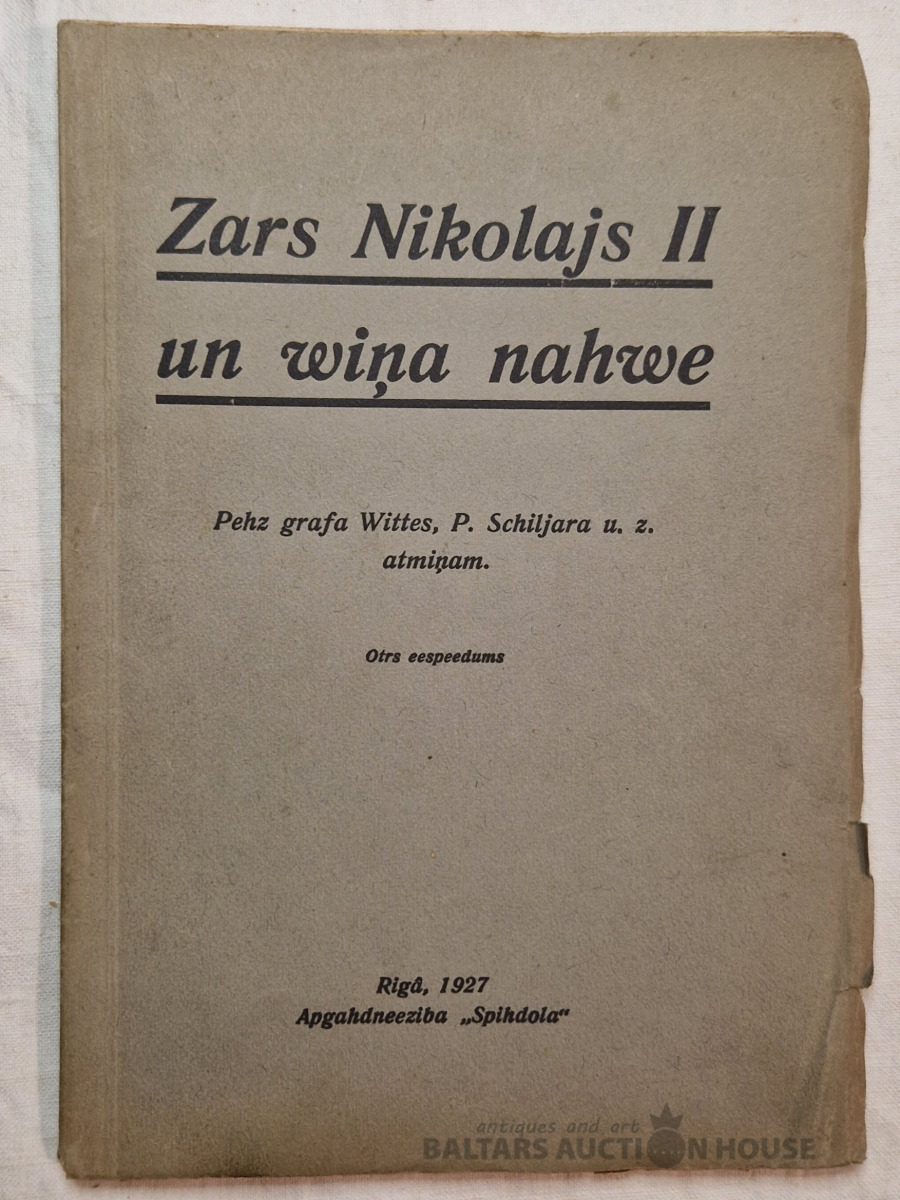 Zars Nikolajs II
un wiņa nahwe
Pehz grafa Wittes, P. Schiljara u. z.
atmiņam.
Otrs eespeedums
Rigâ, 1927
Apgahdneeziba „Spihdola“
antiques and art
BALTARS AUCTION HOUSE